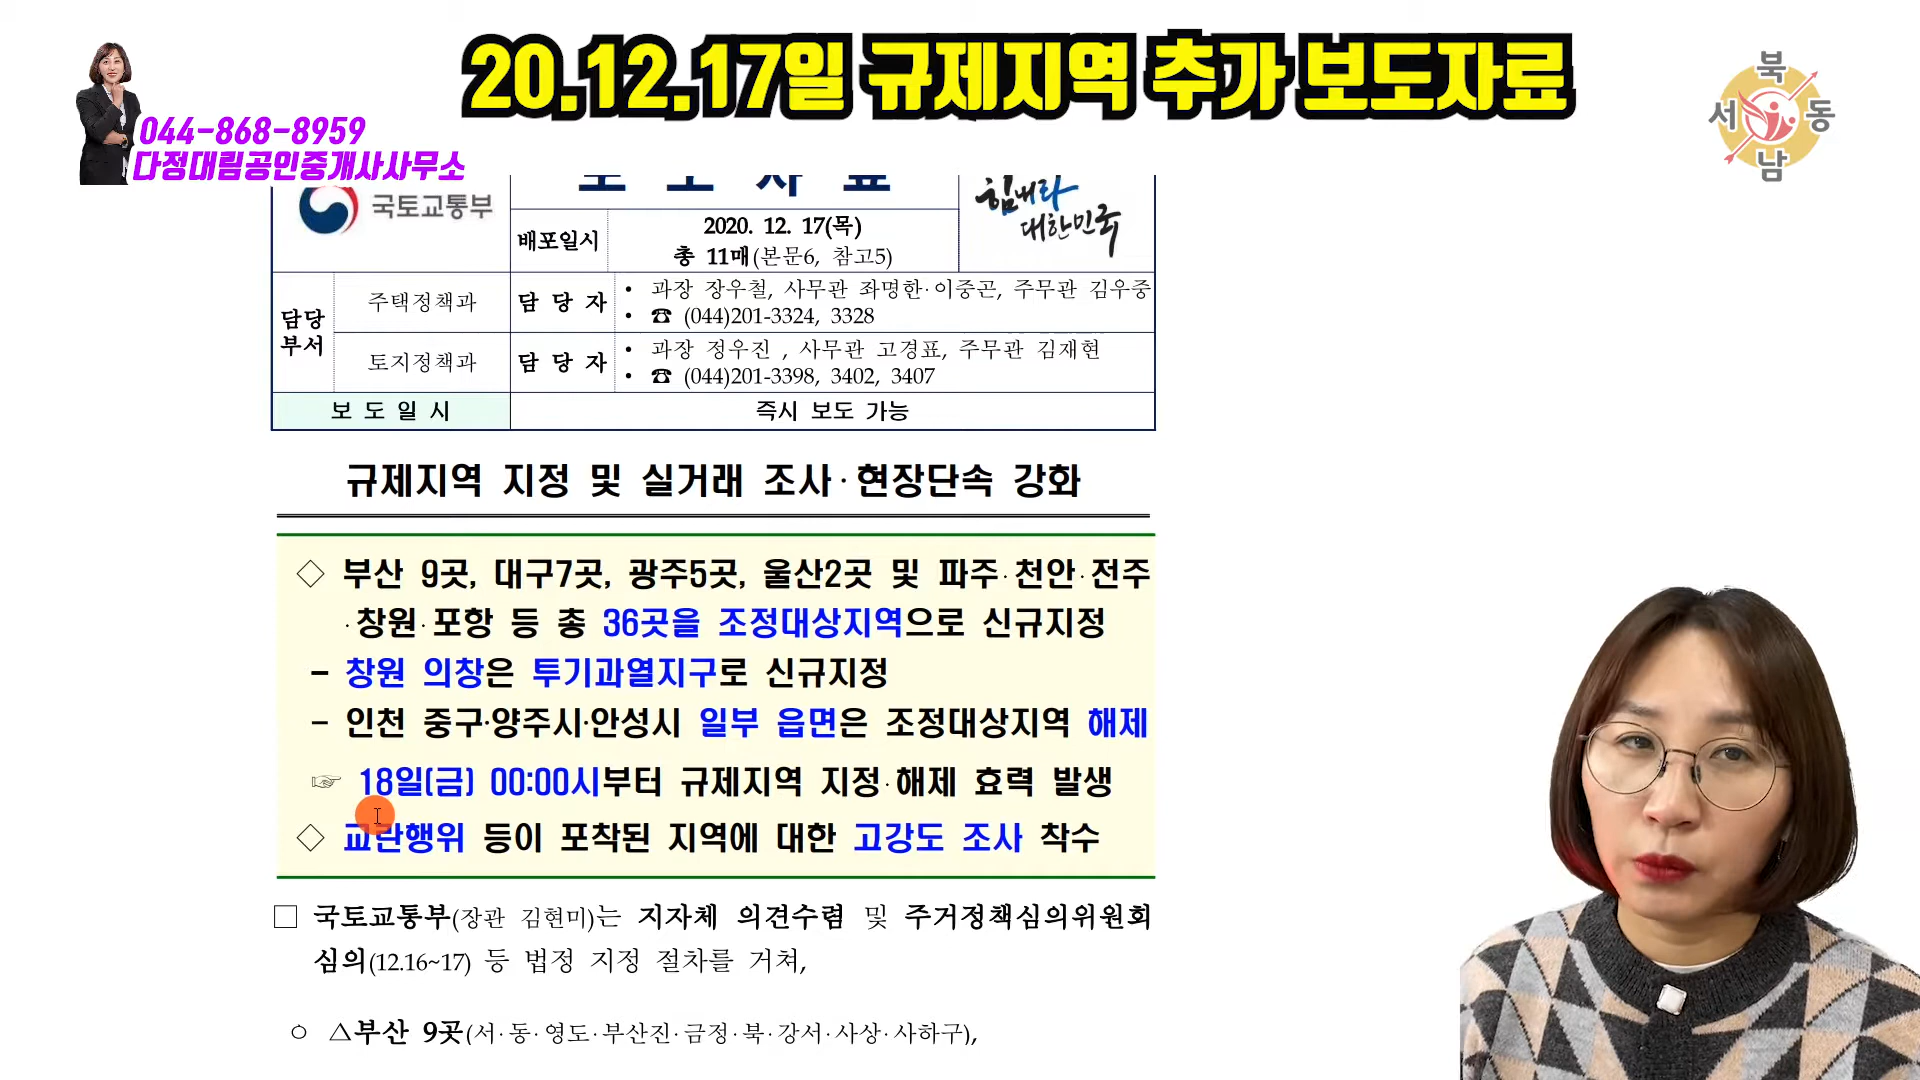 20.12.17일 규제지역 추가 보도자료
044-868-8959
다정대림공인중개사사무소
북
서 동
남
국토교통부
보 도 자 료
힘내라
대한민국
배포일시
2020. 12. 17(목)
총 11매(본문6, 참고5)
담당
부서
주택정책과
담 당 자
• 과장 장우철, 사무관 좌명한·이중곤, 주무관 김우중
• ☎ (044)201-3324, 3328
토지정책과
담 당 자
• 과장 정우진 , 사무관 고경표, 주무관 김재현
• ☎ (044)201-3398, 3402, 3407
보 도 일 시
즉시 보도 가능
규제지역 지정 및 실거래 조사·현장단속 강화
◇ 부산 9곳, 대구7곳, 광주5곳, 울산2곳 및 파주·천안·전주
·창원·포항 등 총 36곳을 조정대상지역으로 신규지정
- 창원 의창은 투기과열지구로 신규지정
- 인천 중구·양주시·안성시 일부 읍면은 조정대상지역 해제
☞ 18일(금) 00:00시부터 규제지역 지정·해제 효력 발생
◇ 교란행위 등이 포착된 지역에 대한 고강도 조사 착수
□ 국토교통부(장관 김현미)는 지자체 의견수렴 및 주거정책심의위원회
심의(12.16~17) 등 법정 지정 절차를 거쳐,
ㅇ △부산 9곳(서·동·영도·부산진·금정·북·강서·사상·사하구),